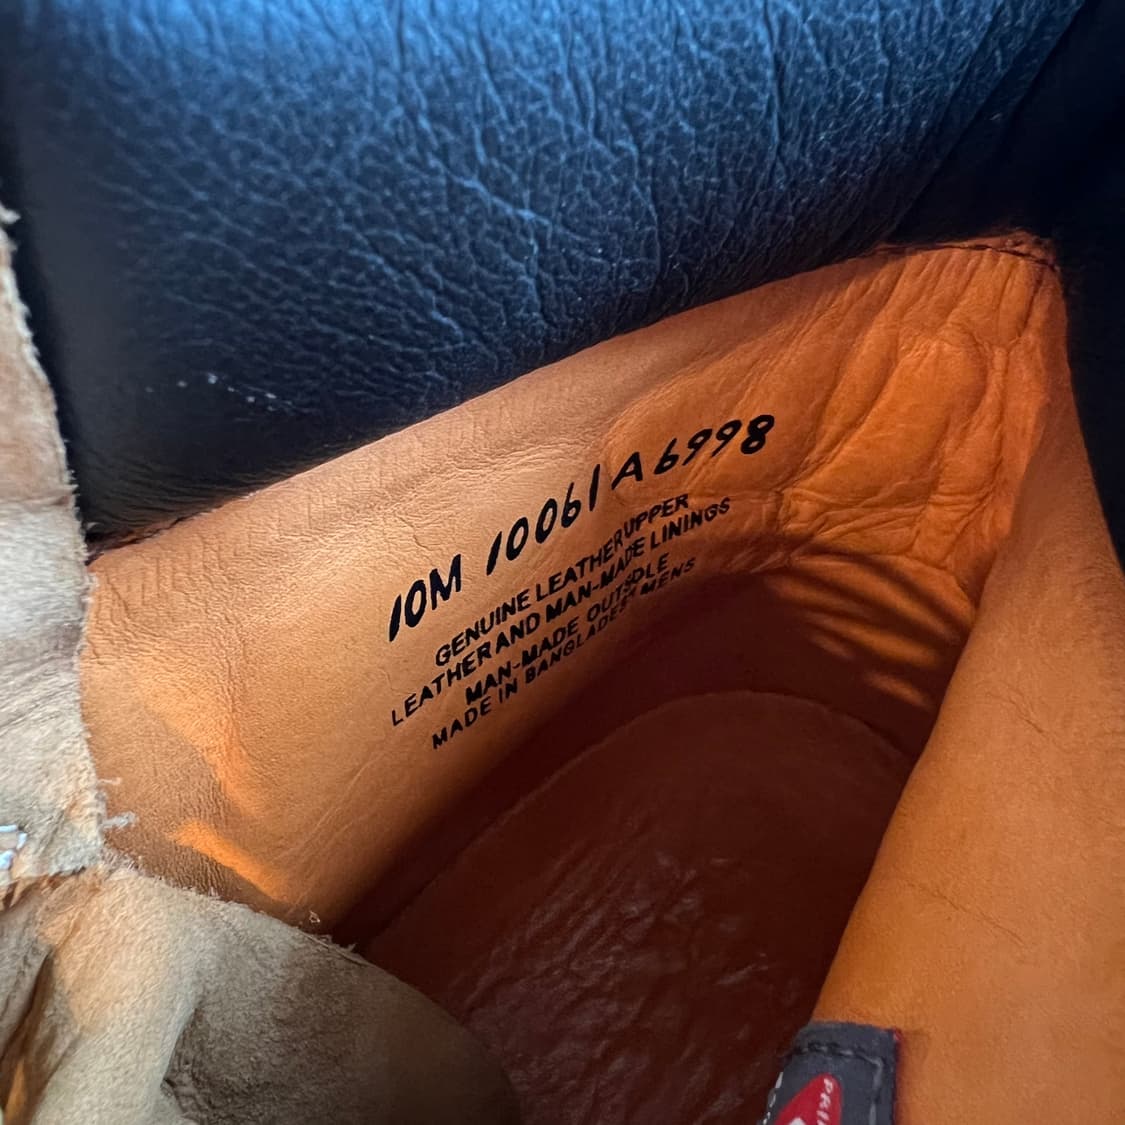 10M 10061A6998
GENUINE LEATHER UPPER
LEATHER AND MAN-MADE LININGS
MAN-MADE OUTSOLE
MADE IN BANGLADESH MENS